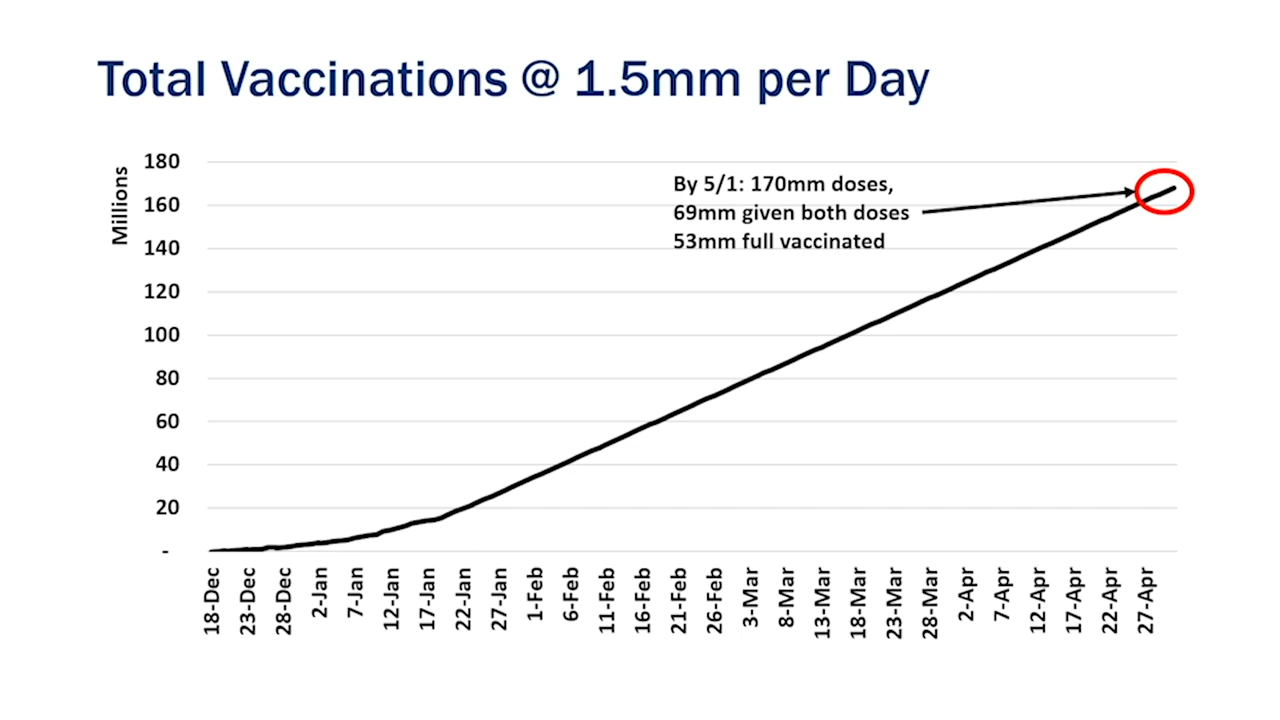 Total Vaccinations @ 1.5mm per Day
Millions
180
160
140
120
100
80
60
40
20
-
By 5/1: 170mm doses,
69mm given both doses
53mm full vaccinated
18-Dec
23-Dec
28-Dec
2-Jan
7-Jan
12-Jan
17-Jan
22-Jan
27-Jan
1-Feb
6-Feb
11-Feb
16-Feb
21-Feb
26-Feb
3-Mar
8-Mar
13-Mar
18-Mar
23-Mar
28-Mar
2-Apr
7-Apr
12-Apr
17-Apr
22-Apr
27-Apr